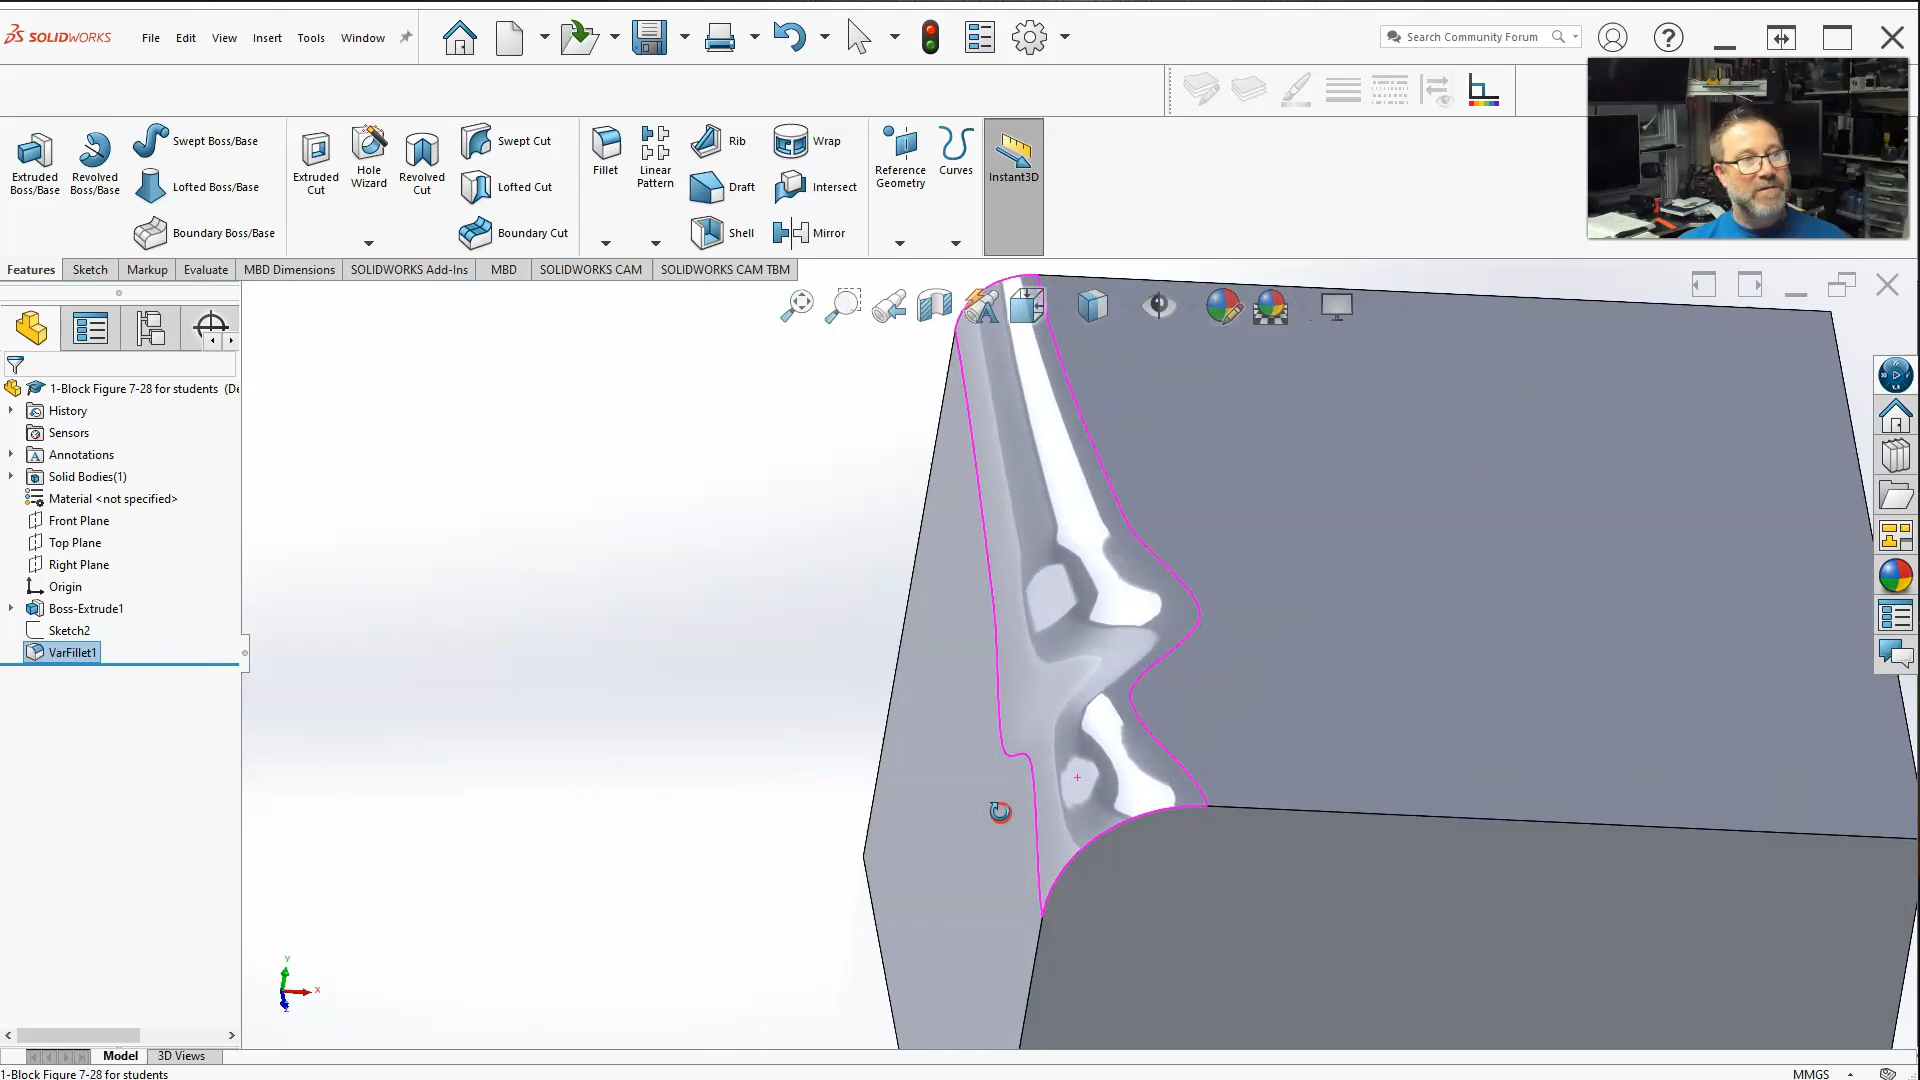 SOLIDWORKS File Edit View Insert Tools Window Search Community Forum
Extruded Boss/Base
Revolved Boss/Base
Swept Boss/Base
Lofted Boss/Base
Boundary Boss/Base
Extruded Cut
Hole Wizard
Revolved Cut
Swept Cut
Lofted Cut
Boundary Cut
Fillet
Linear Pattern
Rib
Draft
Shell
Wrap
Intersect
Mirror
Reference Geometry
Curves
Instant3D
Features Sketch Markup Evaluate MBD Dimensions SOLIDWORKS Add-Ins MBD SOLIDWORKS CAM SOLIDWORKS CAM TBM
1-Block Figure 7-28 for students (De
History
Sensors
Annotations
Solid Bodies(1)
Material <not specified>
Front Plane
Top Plane
Right Plane
Origin
Boss-Extrude1
Sketch2
VarFillet1
Y
X
Z
Model 3D Views
1-Block Figure 7-28 for students MMGS